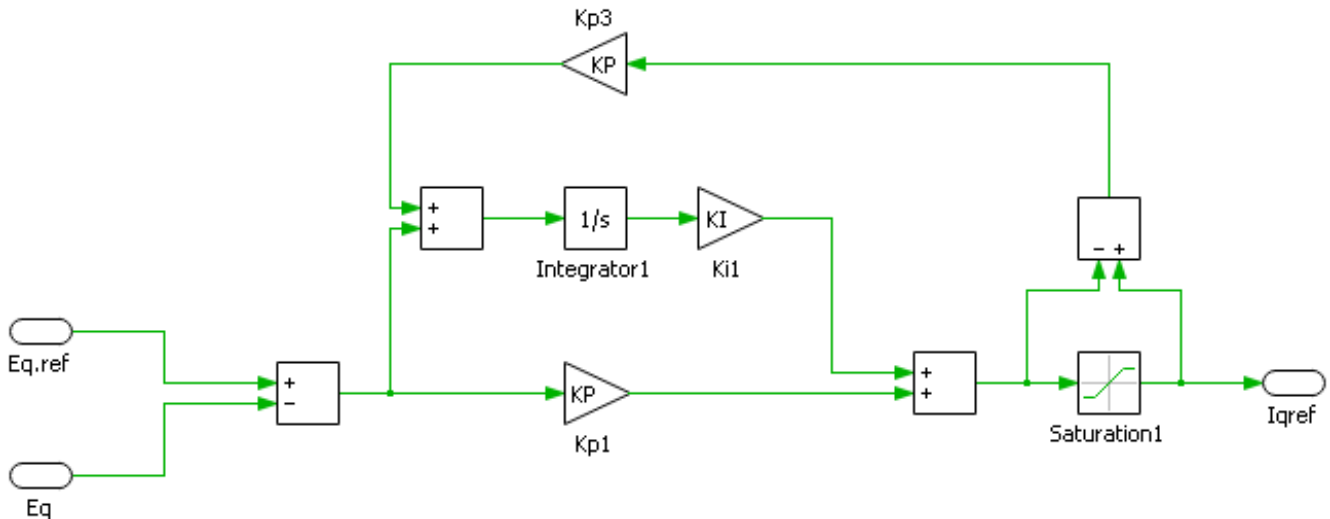 Kp3
KP
+
+
1/s
KI
Integrator1
Ki1
- +
Eq.ref
+
-
Eq
KP
Kp1
+
+
Saturation1
Iqref